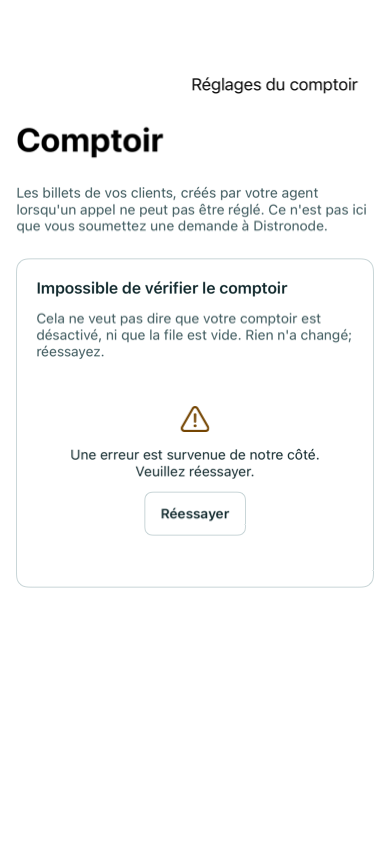 Réglages du comptoir
Comptoir
Les billets de vos clients, créés par votre agent
lorsqu'un appel ne peut pas être réglé. Ce n'est pas ici
que vous soumettez une demande à Distronode.
Impossible de vérifier le comptoir
Cela ne veut pas dire que votre comptoir est
désactivé, ni que la file est vide. Rien n'a changé;
réessayez.
Une erreur est survenue de notre côté.
Veuillez réessayer.
Réessayer